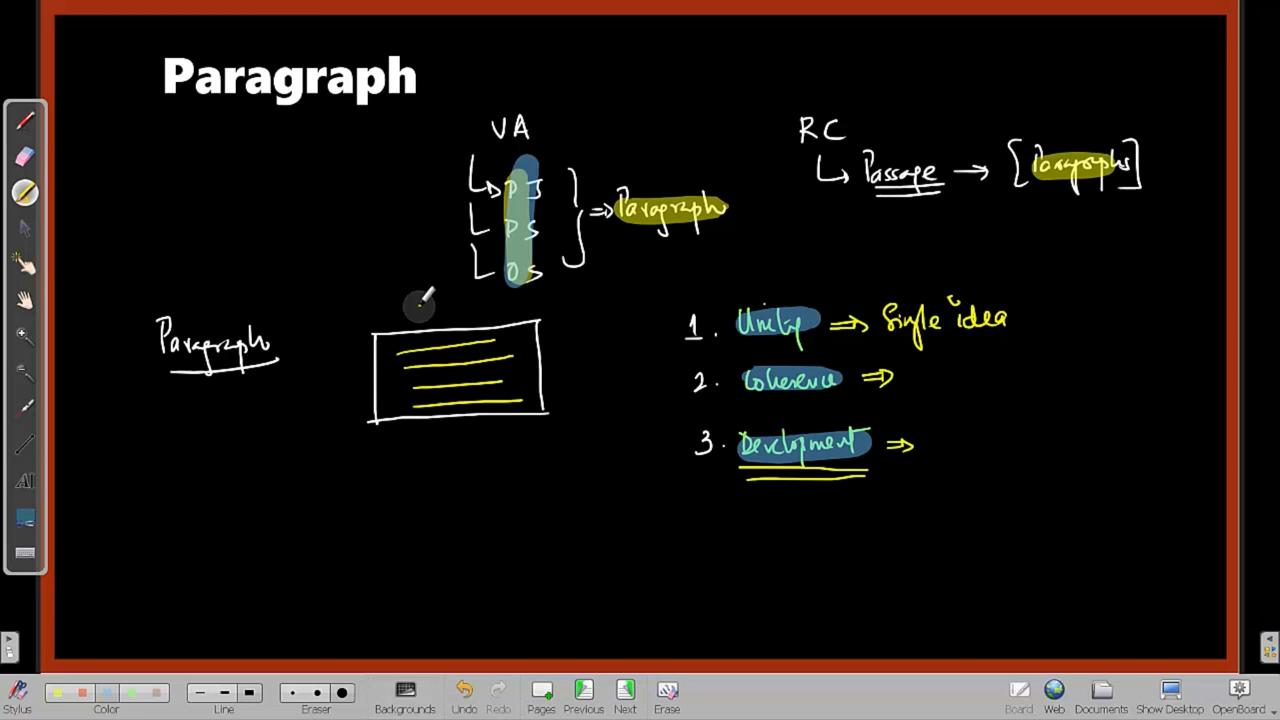 Paragraph
VA
RC
PJ
PS
OS
⇒ Paragraph
Passage → [Paragraphs]
Paragraph
1. Unity ⇒ Single idea
2. Coherence ⇒
3. Development ⇒
Stylus
Color
Line
Eraser
Backgrounds
Undo
Redo
Pages
Previous
Next
Erase
Board
Web
Documents
Show Desktop
OpenBoard